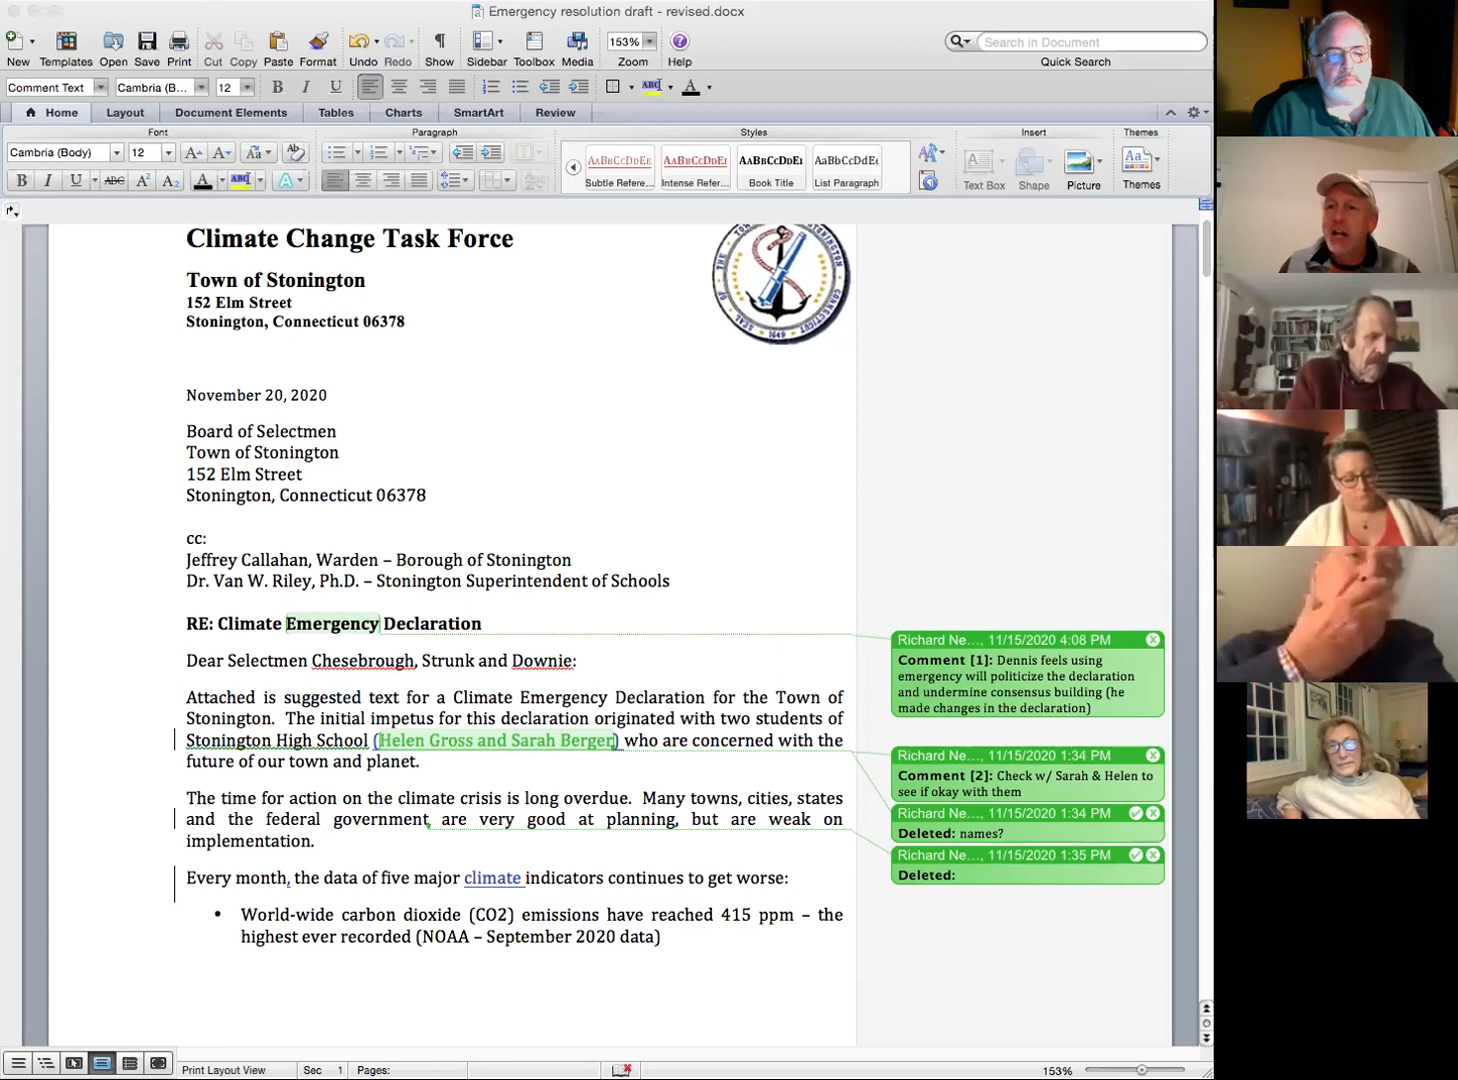 Emergency resolution draft - revised.docx
New Templates Open Save Print Cut Copy Paste Format Undo Redo Show Sidebar Toolbox Media Zoom Help
153%
Search in Document
Quick Search
Comment Text Cambria (B... 12 B I U ABC A
Home Layout Document Elements Tables Charts SmartArt Review
Font Paragraph Styles Insert Themes
Cambria (Body) 12
AaBbCcDdEe AaBbCcDdEe AaBbCcDdEe AaBbCcDdEe
Subtle Refere... Intense Refer... Book Title List Paragraph
Text Box Shape Picture Themes
Climate Change Task Force
Town of Stonington
152 Elm Street
Stonington, Connecticut 06378
1649
November 20, 2020
Board of Selectmen
Town of Stonington
152 Elm Street
Stonington, Connecticut 06378
cc:
Jeffrey Callahan, Warden – Borough of Stonington
Dr. Van W. Riley, Ph.D. – Stonington Superintendent of Schools
RE: Climate Emergency Declaration
Dear Selectmen Chesebrough, Strunk and Downie:
Attached is suggested text for a Climate Emergency Declaration for the Town of
Stonington. The initial impetus for this declaration originated with two students of
Stonington High School (Helen Gross and Sarah Berger) who are concerned with the
future of our town and planet.
The time for action on the climate crisis is long overdue. Many towns, cities, states
and the federal government are very good at planning, but are weak on
implementation.
Every month, the data of five major climate indicators continues to get worse:
• World-wide carbon dioxide (CO2) emissions have reached 415 ppm – the
highest ever recorded (NOAA – September 2020 data)
Richard Ne..., 11/15/2020 4:08 PM
Comment [1]: Dennis feels using
emergency will politicize the declaration
and undermine consensus building (he
made changes in the declaration)
Richard Ne..., 11/15/2020 1:34 PM
Comment [2]: Check w/ Sarah & Helen to
see if okay with them
Richard Ne..., 11/15/2020 1:34 PM
Deleted: names?
Richard Ne..., 11/15/2020 1:35 PM
Deleted:
Print Layout View Sec 1 Pages: 153%